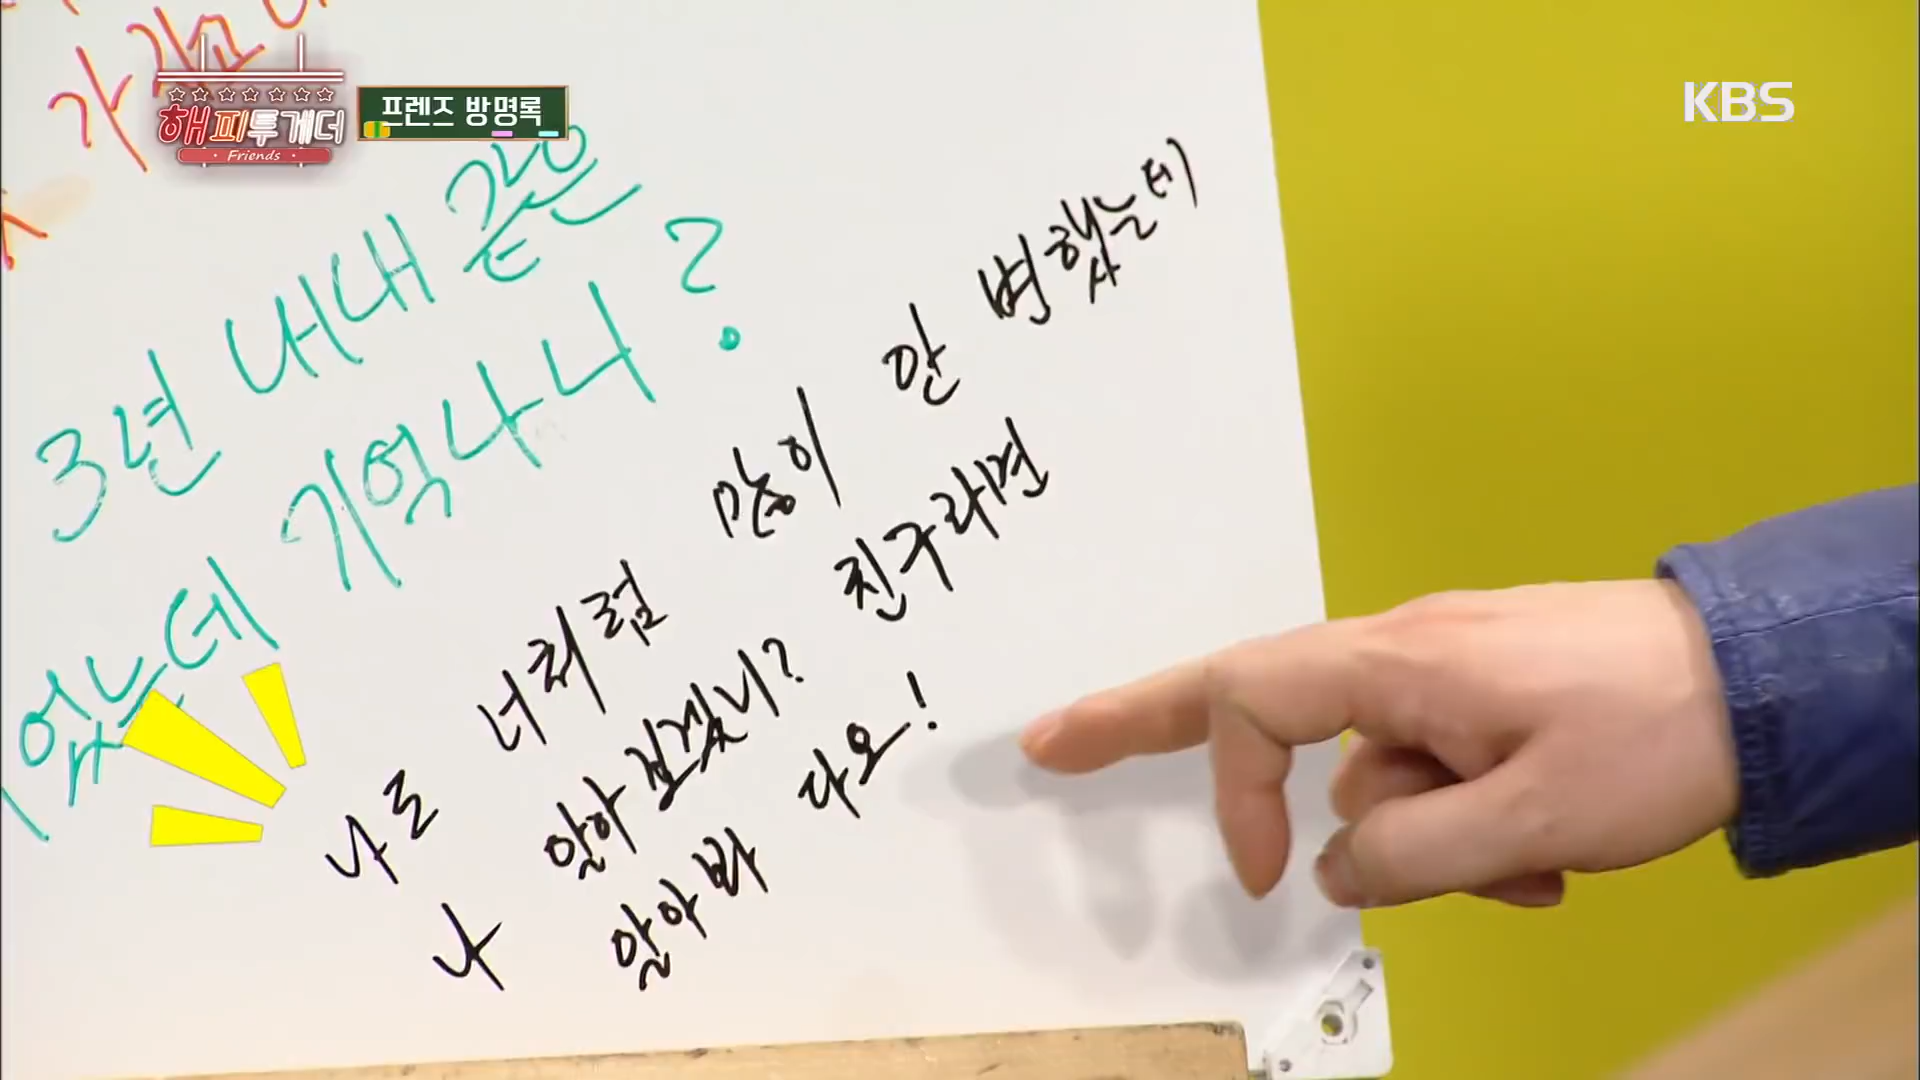 해피투게더
Friends
프렌즈 방명록
KBS
3년 내내 같은
었는데 기억나니?
나도 너처럼 많이 안 변했는데
나 알아보겠니? 친구라면
알아봐 다오!